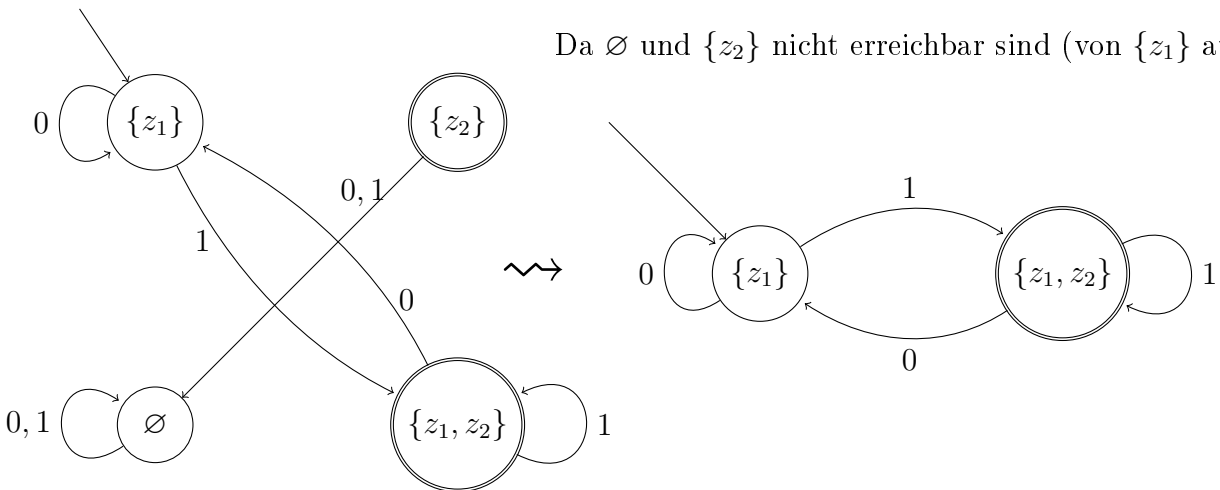 Da ∅ und {z₂} nicht erreichbar sind (von {z₁}
{z₁}
{z₂}
0
0, 1
1
0
0, 1
∅
{z₁, z₂}
1
1
{z₁}
{z₁, z₂}
0
1
0